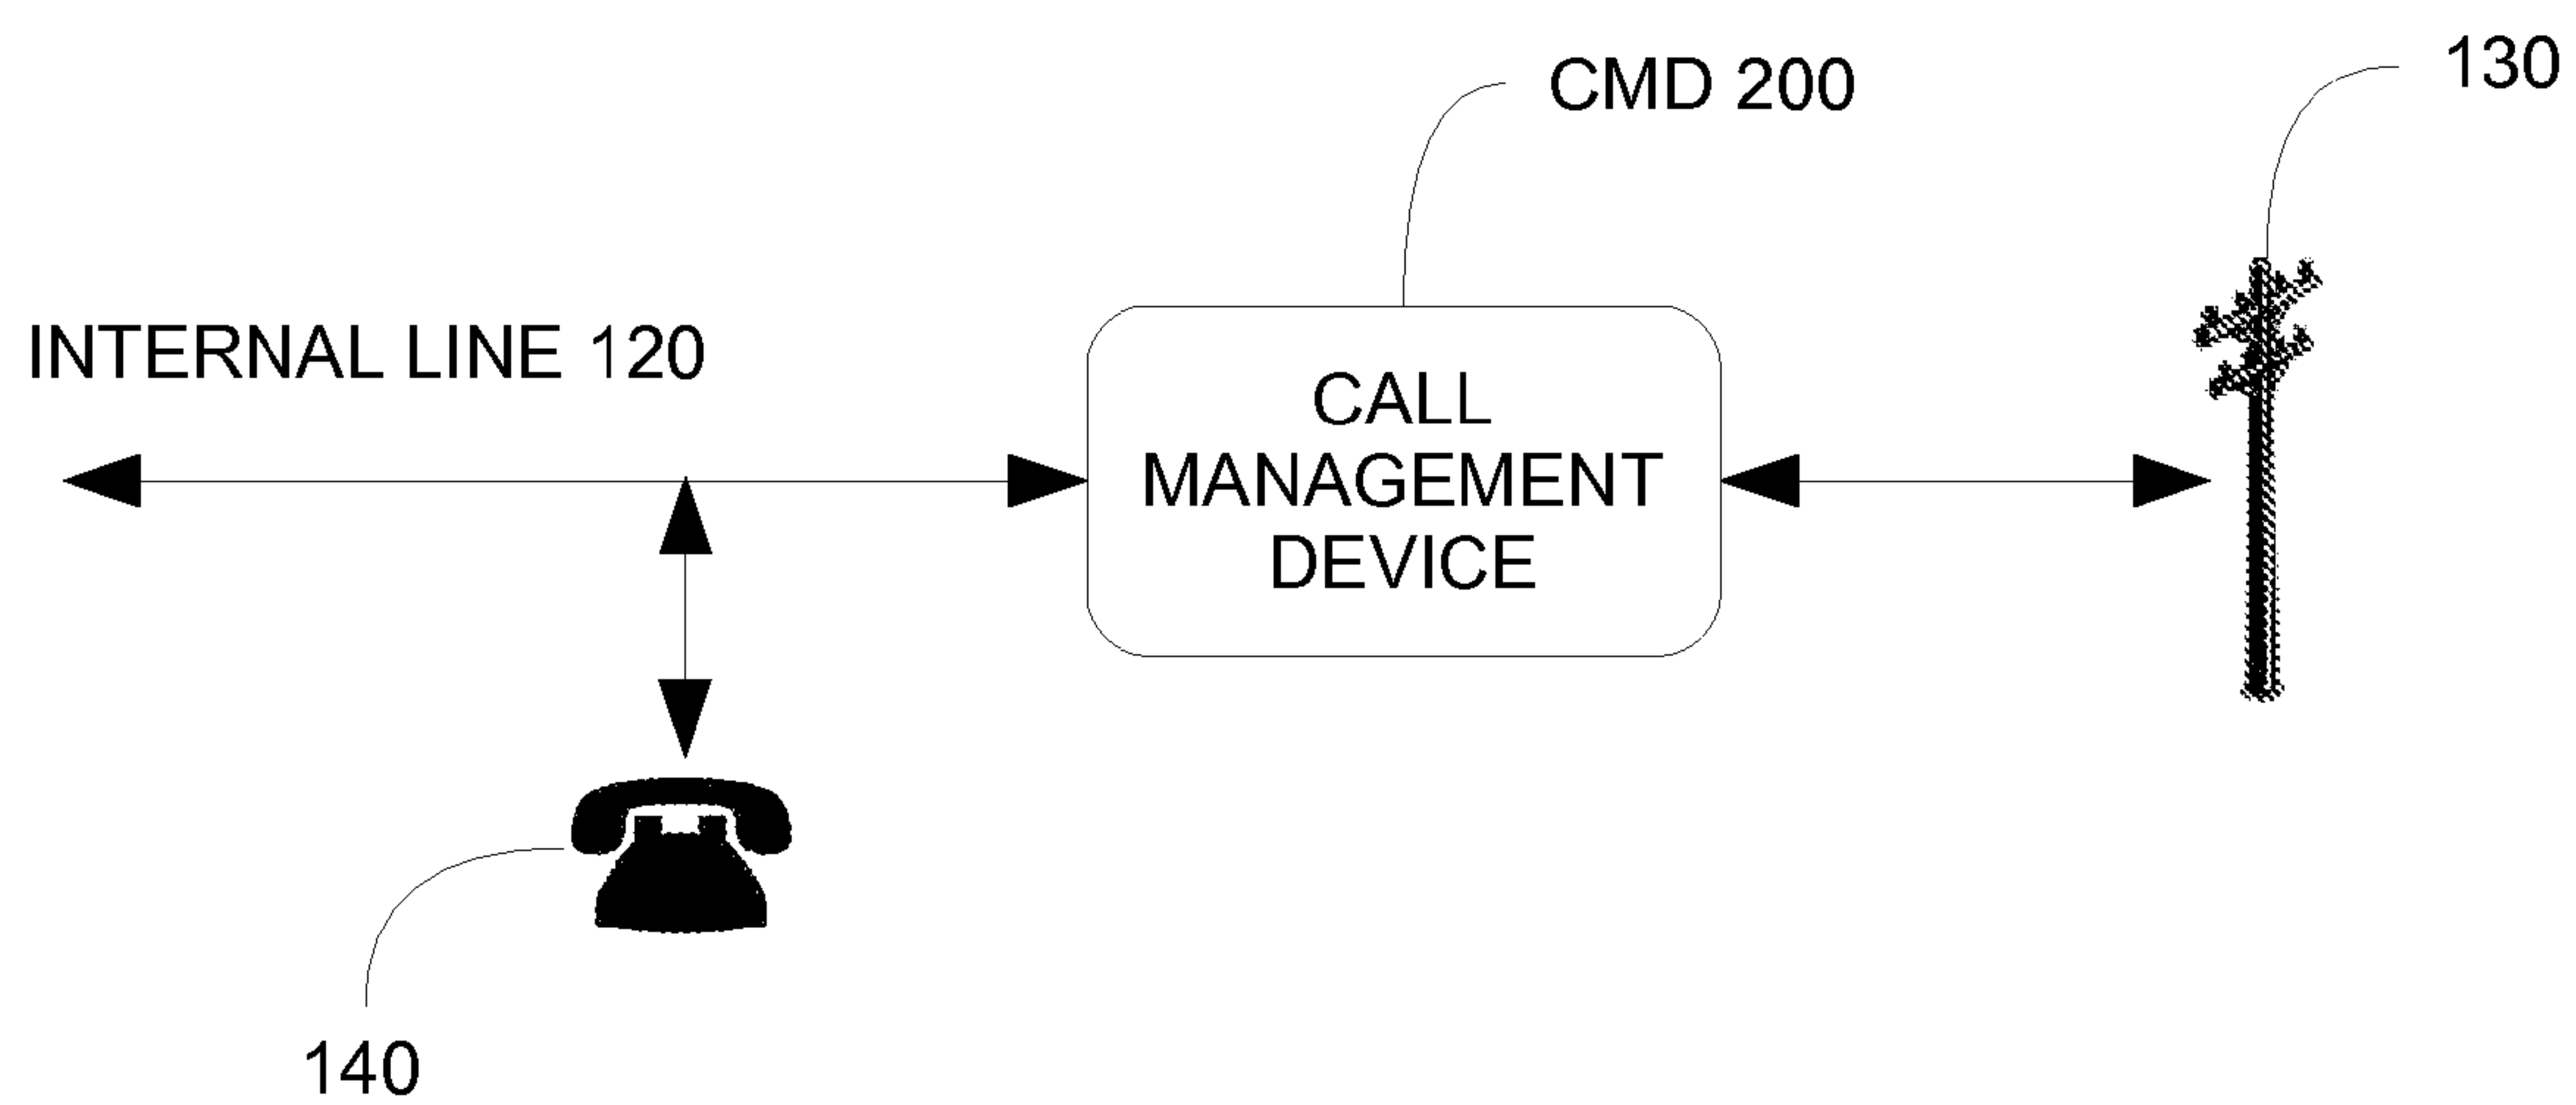 CMD 200
130
INTERNAL LINE 120
CALL
MANAGEMENT
DEVICE
140